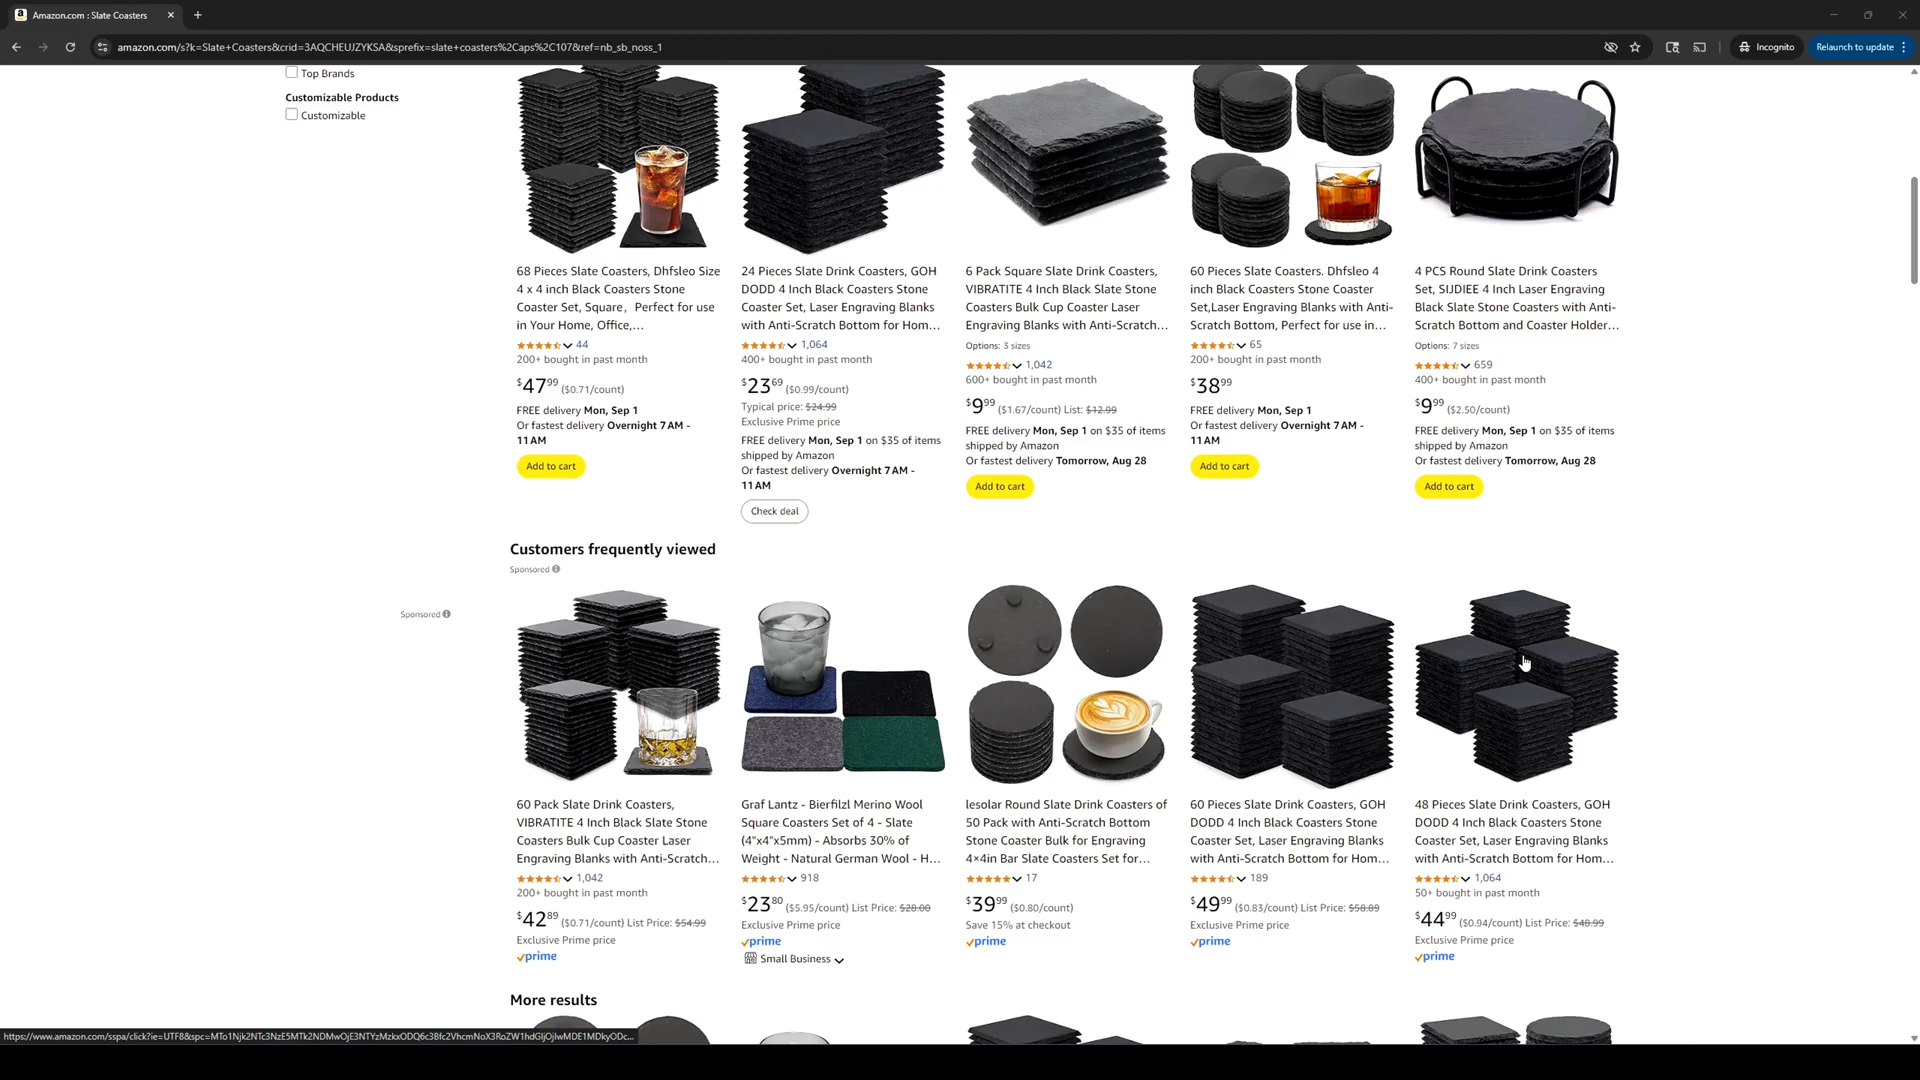 Amazon.com : Slate Coasters
amazon.com/s?k=Slate+Coasters&crid=3AQCHEUJZYKSA&sprefix=slate+coasters%2Caps%2C107&ref=nb_sb_noss_1
Incognito
Relaunch to update
Top Brands
Customizable Products
Customizable
68 Pieces Slate Coasters, Dhfsleo Size
4 x 4 inch Black Coasters Stone
Coaster Set, Square，Perfect for use
in Your Home, Office,…
44
200+ bought in past month
$4799 ($0.71/count)
FREE delivery Mon, Sep 1
Or fastest delivery Overnight 7 AM -
11 AM
Add to cart
24 Pieces Slate Drink Coasters, GOH
DODD 4 Inch Black Coasters Stone
Coaster Set, Laser Engraving Blanks
with Anti-Scratch Bottom for Hom…
1,064
400+ bought in past month
$2369 ($0.99/count)
Typical price: $24.99
Exclusive Prime price
FREE delivery Mon, Sep 1 on $35 of items
shipped by Amazon
Or fastest delivery Overnight 7 AM -
11 AM
Check deal
6 Pack Square Slate Drink Coasters,
VIBRATITE 4 Inch Black Slate Stone
Coasters Bulk Cup Coaster Laser
Engraving Blanks with Anti-Scratch…
Options: 3 sizes
1,042
600+ bought in past month
$999 ($1.67/count) List: $12.99
FREE delivery Mon, Sep 1 on $35 of items
shipped by Amazon
Or fastest delivery Tomorrow, Aug 28
Add to cart
60 Pieces Slate Coasters. Dhfsleo 4
inch Black Coasters Stone Coaster
Set,Laser Engraving Blanks with Anti-
Scratch Bottom, Perfect for use in…
65
200+ bought in past month
$3899
FREE delivery Mon, Sep 1
Or fastest delivery Overnight 7 AM -
11 AM
Add to cart
4 PCS Round Slate Drink Coasters
Set, SIJDIEE 4 Inch Laser Engraving
Black Slate Stone Coasters with Anti-
Scratch Bottom and Coaster Holder…
Options: 7 sizes
659
400+ bought in past month
$999 ($2.50/count)
FREE delivery Mon, Sep 1 on $35 of items
shipped by Amazon
Or fastest delivery Tomorrow, Aug 28
Add to cart
Customers frequently viewed
Sponsored
Sponsored
60 Pack Slate Drink Coasters,
VIBRATITE 4 Inch Black Slate Stone
Coasters Bulk Cup Coaster Laser
Engraving Blanks with Anti-Scratch…
1,042
200+ bought in past month
$4289 ($0.71/count) List Price: $54.99
Exclusive Prime price
prime
Graf Lantz - Bierfilzl Merino Wool
Square Coasters Set of 4 - Slate
(4"x4"x5mm) - Absorbs 30% of
Weight - Natural German Wool - H…
918
$2380 ($5.95/count) List Price: $28.00
Exclusive Prime price
prime
Small Business
lesolar Round Slate Drink Coasters of
50 Pack with Anti-Scratch Bottom
Stone Coaster Bulk for Engraving
4×4in Bar Slate Coasters Set for…
17
$3999 ($0.80/count)
Save 15% at checkout
prime
60 Pieces Slate Drink Coasters, GOH
DODD 4 Inch Black Coasters Stone
Coaster Set, Laser Engraving Blanks
with Anti-Scratch Bottom for Hom…
189
$4999 ($0.83/count) List Price: $58.89
Exclusive Prime price
prime
48 Pieces Slate Drink Coasters, GOH
DODD 4 Inch Black Coasters Stone
Coaster Set, Laser Engraving Blanks
with Anti-Scratch Bottom for Hom…
1,064
50+ bought in past month
$4499 ($0.94/count) List Price: $48.99
Exclusive Prime price
prime
More results